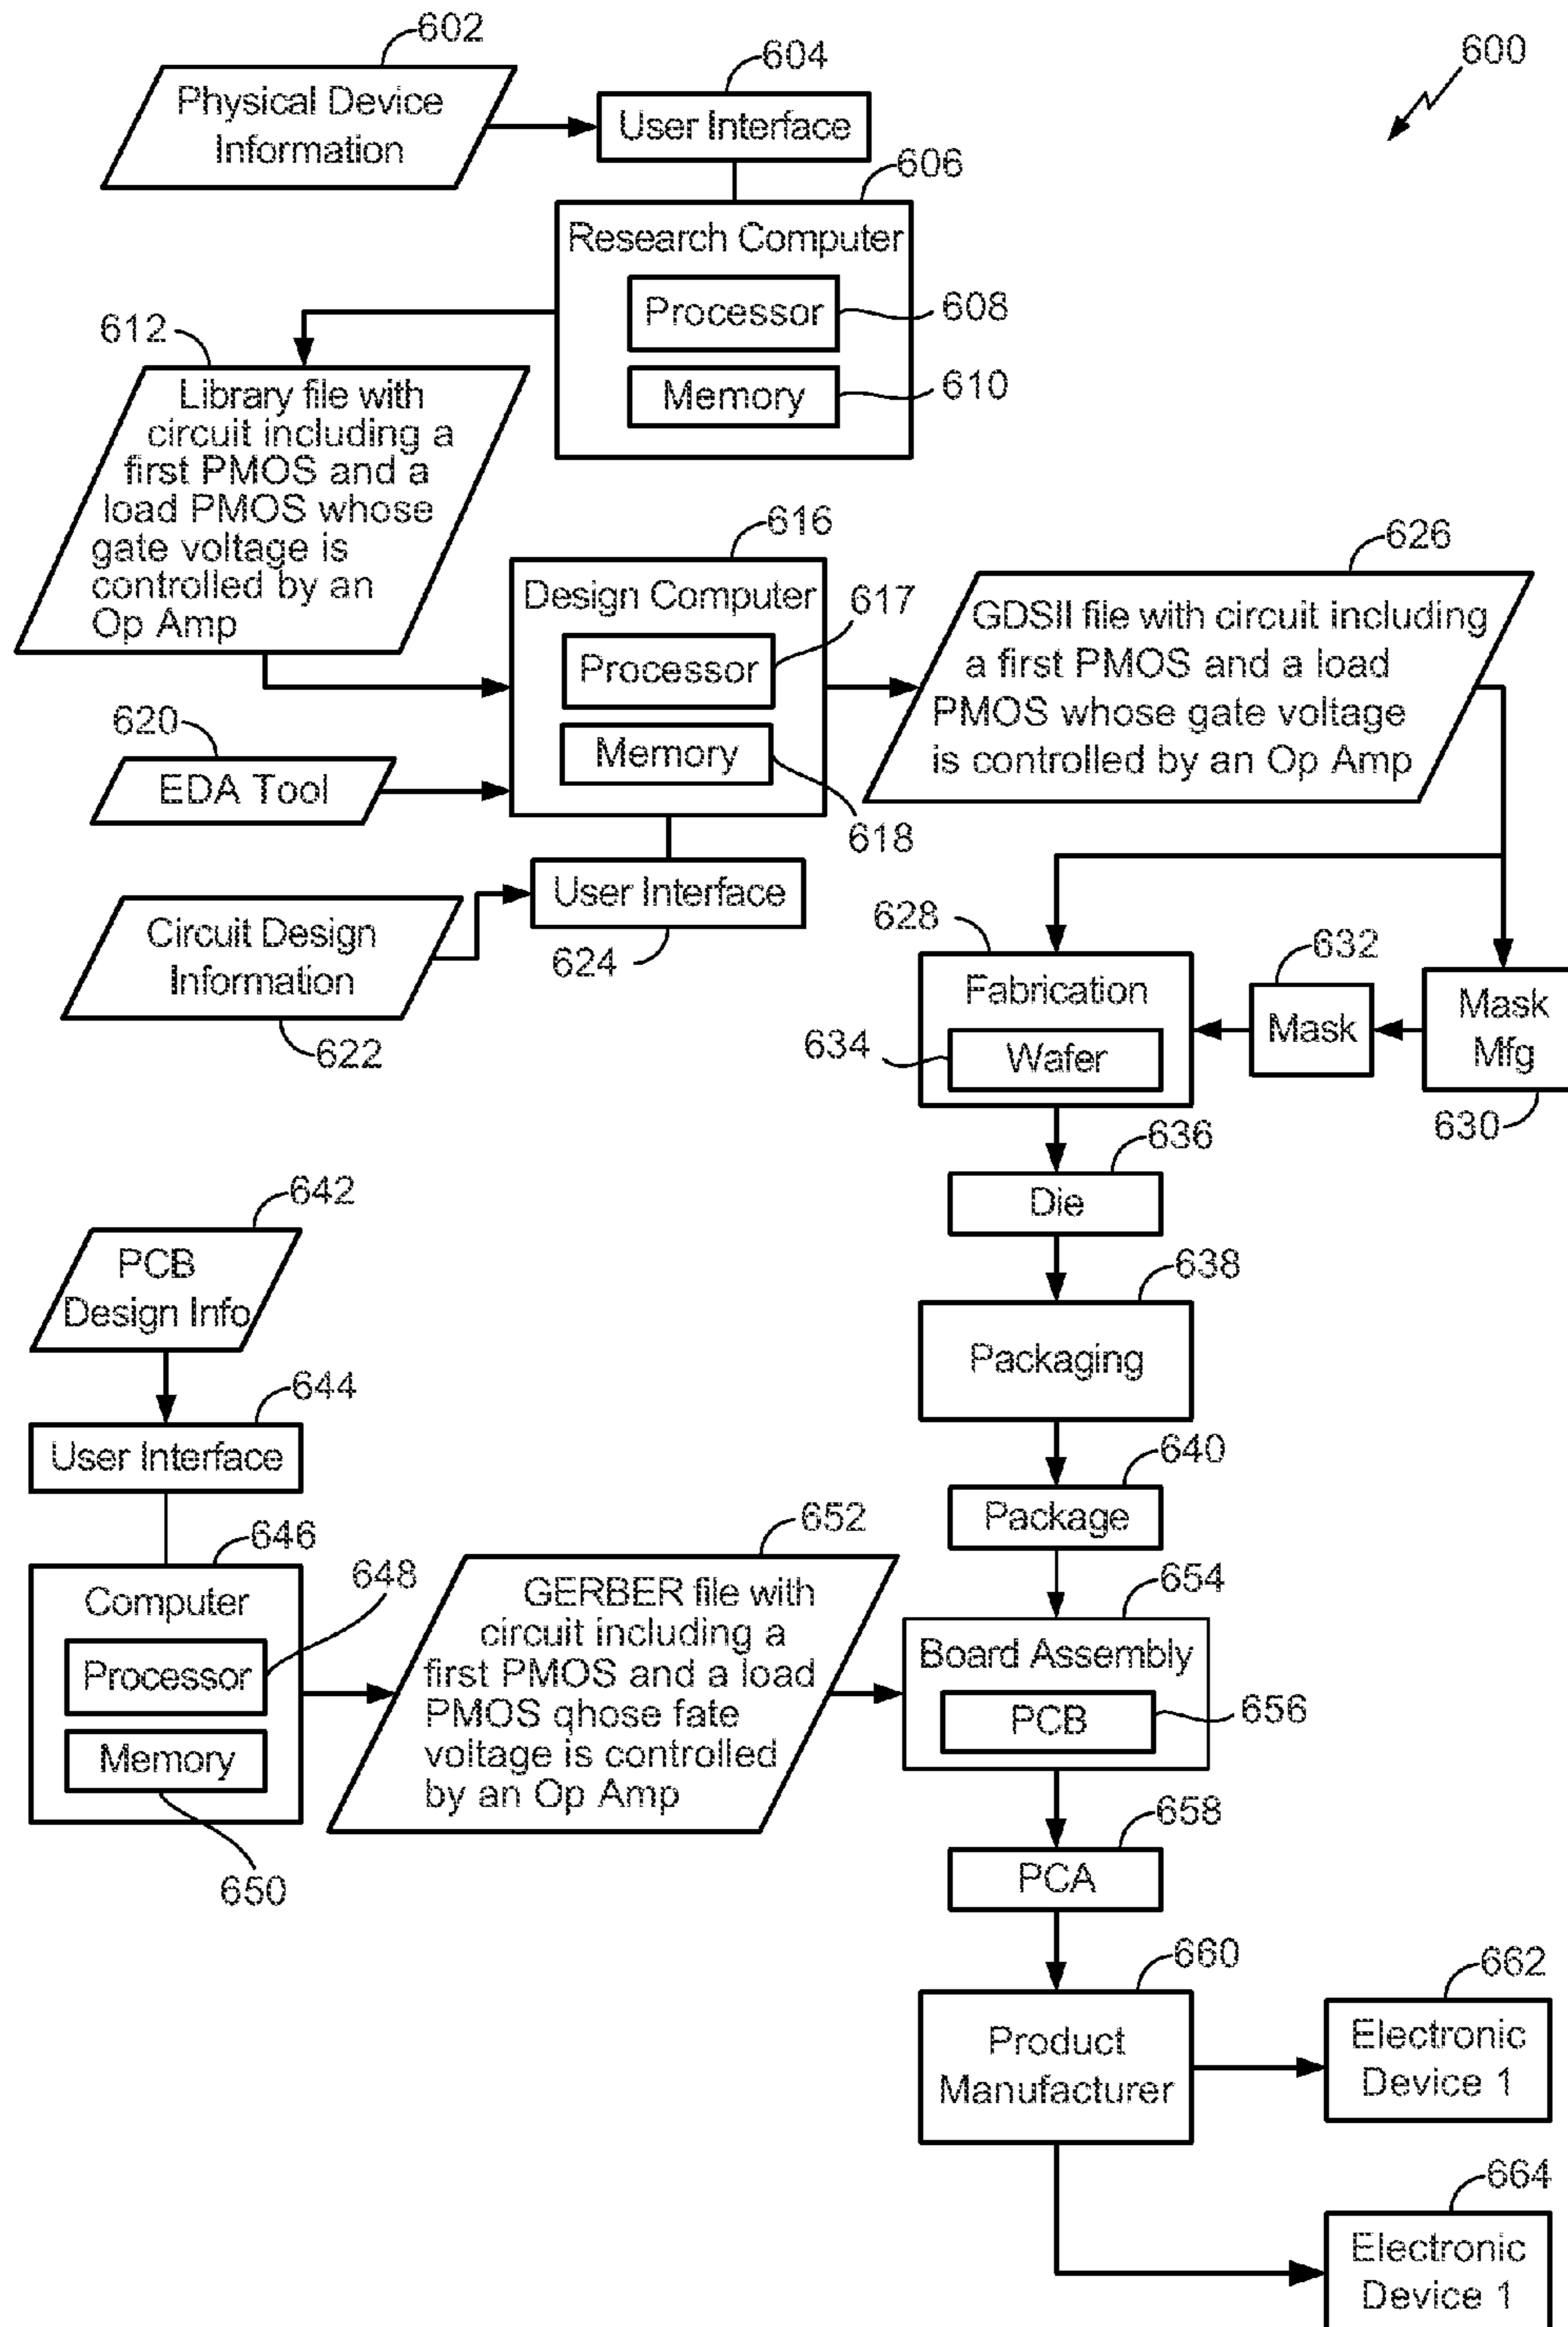 602
Physical Device
Information
604
User Interface
600
606
Research Computer
Processor
608
Memory
610
612
Library file with
circuit including a
first PMOS and a
load PMOS whose
gate voltage is
controlled by an
Op Amp
616
Design Computer
Processor
617
Memory
618
620
EDA Tool
User Interface
624
Circuit Design
Information
622
626
GDSII file with circuit including
a first PMOS and a load
PMOS whose gate voltage
is controlled by an Op Amp
628
Fabrication
634
Wafer
632
Mask
Mask
Mfg
630
636
Die
638
Packaging
640
Package
642
PCB
Design Info
644
User Interface
646
Computer
648
Processor
Memory
650
652
GERBER file with
circuit including a
first PMOS and a load
PMOS qhose fate
voltage is controlled
by an Op Amp
654
Board Assembly
PCB
656
658
PCA
660
Product
Manufacturer
662
Electronic
Device 1
664
Electronic
Device 1